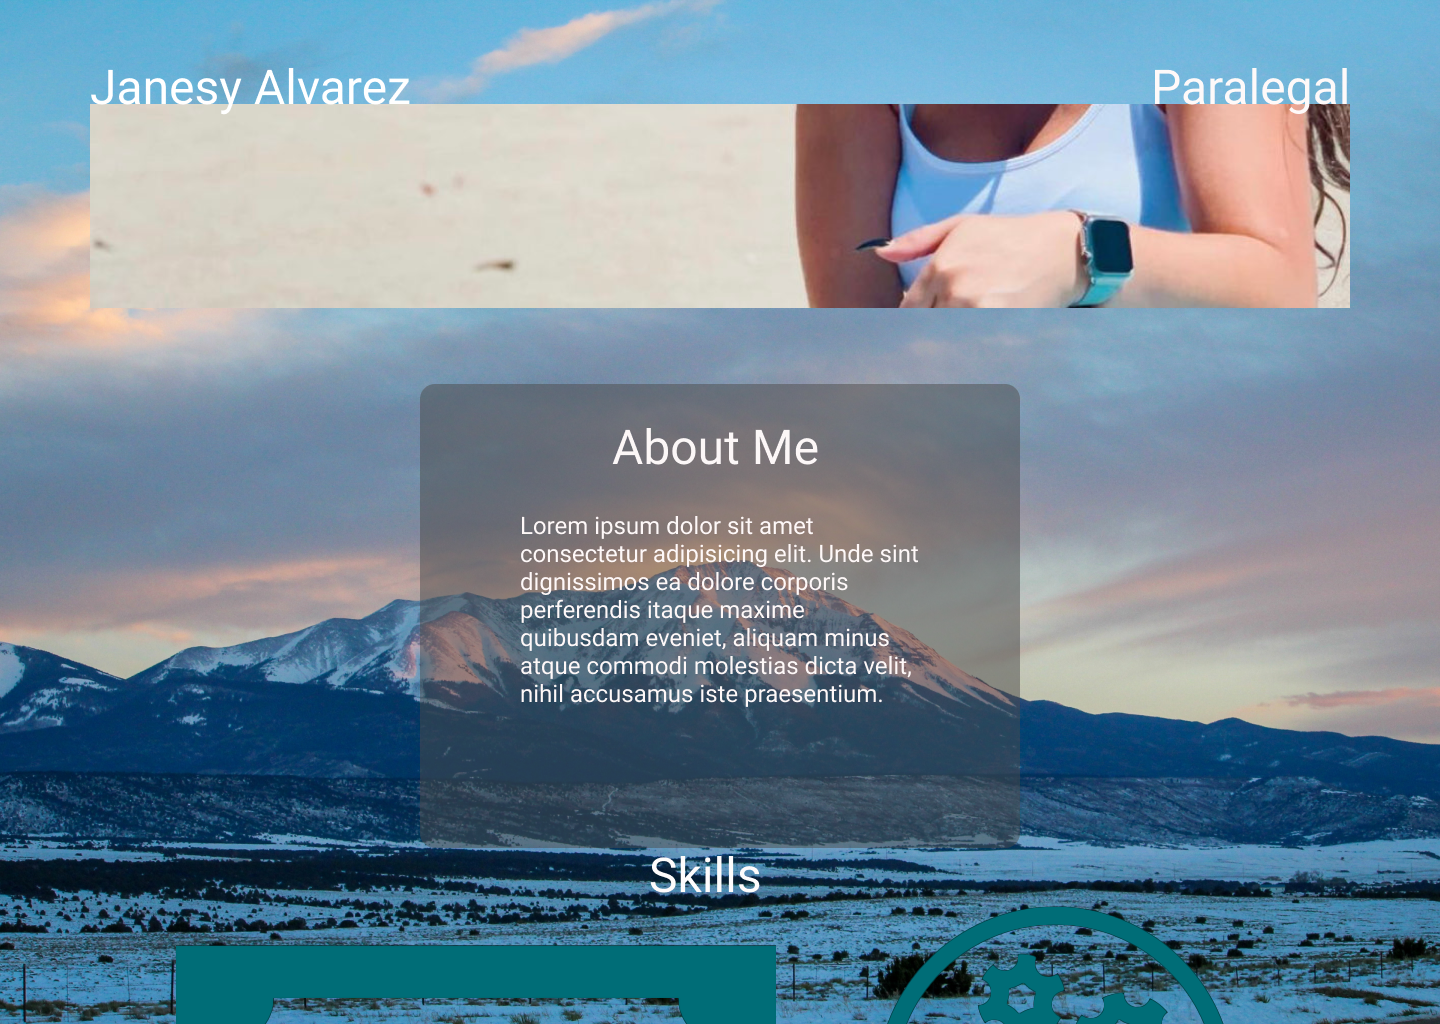 Janesy Alvarez
Paralegal
About Me
Lorem ipsum dolor sit amet
consectetur adipisicing elit. Unde sint
dignissimos ea dolore corporis
perferendis itaque maxime
quibusdam eveniet, aliquam minus
atque commodi molestias dicta velit,
nihil accusamus iste praesentium.
Skills